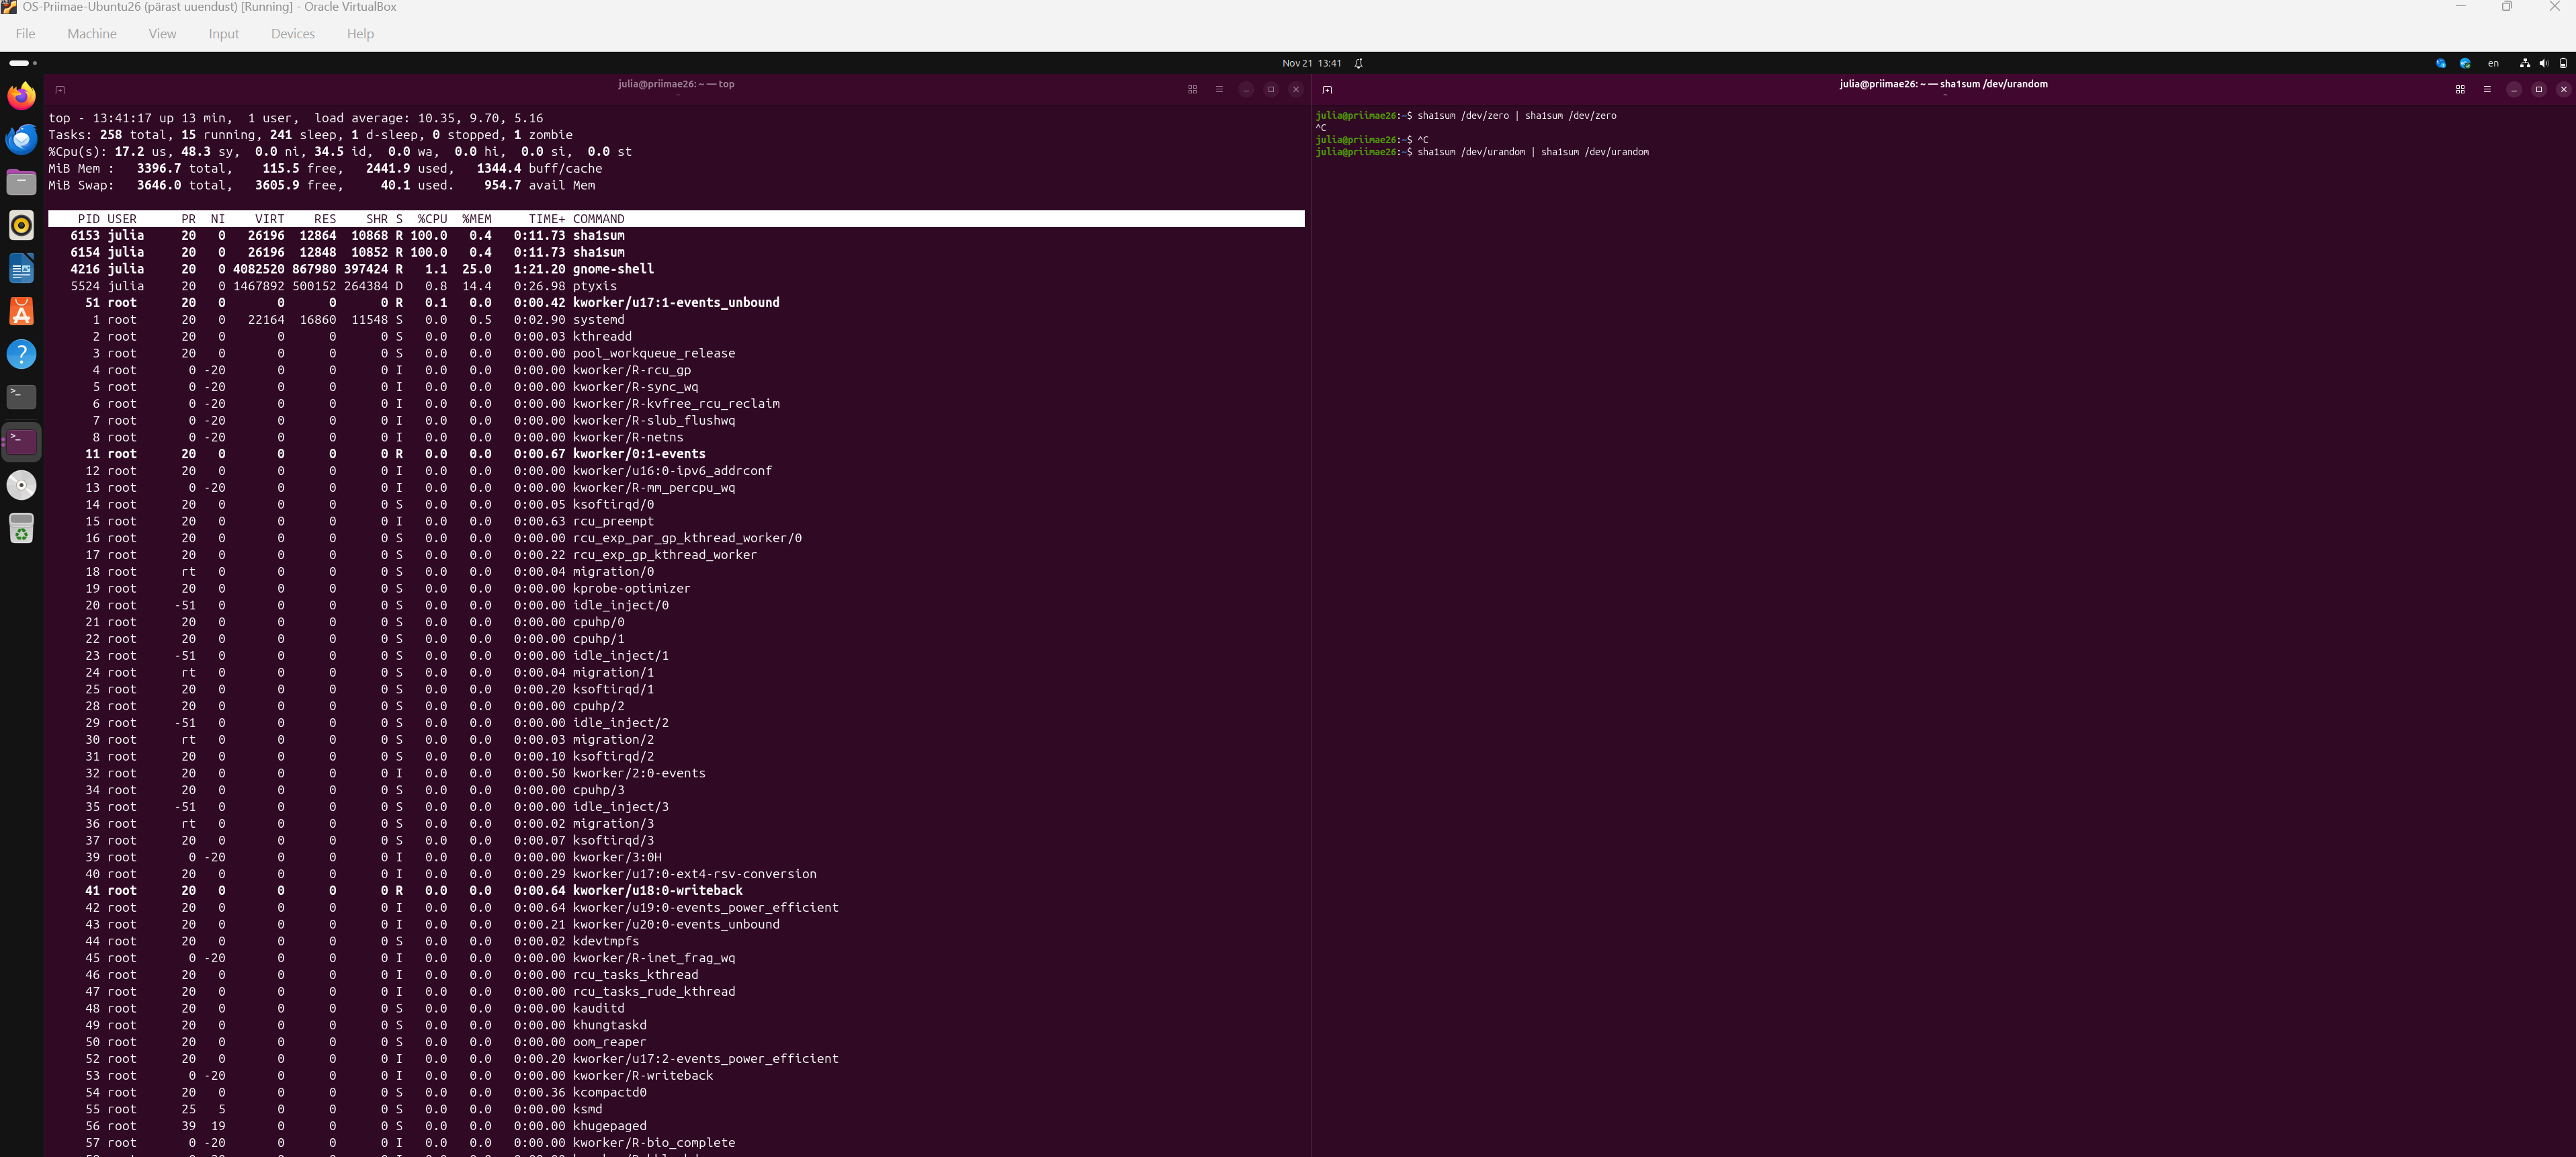 OS-Priimae-Ubuntu26 (pärast uuendust) [Running] - Oracle VirtualBox
File Machine View Input Devices Help
Nov 21 13:41
en
julia@priimae26: ~ — top
top - 13:41:17 up 13 min,  1 user,  load average: 10.35, 9.70, 5.16
Tasks: 258 total, 15 running, 241 sleep, 1 d-sleep, 0 stopped, 1 zombie
%Cpu(s): 17.2 us, 48.3 sy,  0.0 ni, 34.5 id,  0.0 wa,  0.0 hi,  0.0 si,  0.0 st
MiB Mem :   3396.7 total,    115.5 free,   2441.9 used,   1344.4 buff/cache
MiB Swap:   3646.0 total,   3605.9 free,     40.1 used.    954.7 avail Mem
PID USER PR NI VIRT RES SHR S %CPU %MEM TIME+ COMMAND
6153 julia 20 0 26196 12864 10868 R 100.0 0.4 0:11.73 sha1sum
6154 julia 20 0 26196 12848 10852 R 100.0 0.4 0:11.73 sha1sum
4216 julia 20 0 4082520 867980 397424 R 1.1 25.0 1:21.20 gnome-shell
5524 julia 20 0 1467892 500152 264384 D 0.8 14.4 0:26.98 ptyxis
51 root 20 0 0 0 0 R 0.1 0.0 0:00.42 kworker/u17:1-events_unbound
1 root 20 0 22164 16860 11548 S 0.0 0.5 0:02.90 systemd
2 root 20 0 0 0 0 S 0.0 0.0 0:00.03 kthreadd
3 root 20 0 0 0 0 S 0.0 0.0 0:00.00 pool_workqueue_release
4 root 0 -20 0 0 0 I 0.0 0.0 0:00.00 kworker/R-rcu_gp
5 root 0 -20 0 0 0 I 0.0 0.0 0:00.00 kworker/R-sync_wq
6 root 0 -20 0 0 0 I 0.0 0.0 0:00.00 kworker/R-kvfree_rcu_reclaim
7 root 0 -20 0 0 0 I 0.0 0.0 0:00.00 kworker/R-slub_flushwq
8 root 0 -20 0 0 0 I 0.0 0.0 0:00.00 kworker/R-netns
11 root 20 0 0 0 0 R 0.0 0.0 0:00.67 kworker/0:1-events
12 root 20 0 0 0 0 I 0.0 0.0 0:00.00 kworker/u16:0-ipv6_addrconf
13 root 0 -20 0 0 0 I 0.0 0.0 0:00.00 kworker/R-mm_percpu_wq
14 root 20 0 0 0 0 S 0.0 0.0 0:00.05 ksoftirqd/0
15 root 20 0 0 0 0 I 0.0 0.0 0:00.63 rcu_preempt
16 root 20 0 0 0 0 S 0.0 0.0 0:00.00 rcu_exp_par_gp_kthread_worker/0
17 root 20 0 0 0 0 S 0.0 0.0 0:00.22 rcu_exp_gp_kthread_worker
18 root rt 0 0 0 0 S 0.0 0.0 0:00.04 migration/0
19 root 20 0 0 0 0 S 0.0 0.0 0:00.00 kprobe-optimizer
20 root -51 0 0 0 0 S 0.0 0.0 0:00.00 idle_inject/0
21 root 20 0 0 0 0 S 0.0 0.0 0:00.00 cpuhp/0
22 root 20 0 0 0 0 S 0.0 0.0 0:00.00 cpuhp/1
23 root -51 0 0 0 0 S 0.0 0.0 0:00.00 idle_inject/1
24 root rt 0 0 0 0 S 0.0 0.0 0:00.04 migration/1
25 root 20 0 0 0 0 S 0.0 0.0 0:00.20 ksoftirqd/1
28 root 20 0 0 0 0 S 0.0 0.0 0:00.00 cpuhp/2
29 root -51 0 0 0 0 S 0.0 0.0 0:00.00 idle_inject/2
30 root rt 0 0 0 0 S 0.0 0.0 0:00.03 migration/2
31 root 20 0 0 0 0 S 0.0 0.0 0:00.10 ksoftirqd/2
32 root 20 0 0 0 0 I 0.0 0.0 0:00.50 kworker/2:0-events
34 root 20 0 0 0 0 S 0.0 0.0 0:00.00 cpuhp/3
35 root -51 0 0 0 0 S 0.0 0.0 0:00.00 idle_inject/3
36 root rt 0 0 0 0 S 0.0 0.0 0:00.02 migration/3
37 root 20 0 0 0 0 S 0.0 0.0 0:00.07 ksoftirqd/3
39 root 0 -20 0 0 0 I 0.0 0.0 0:00.00 kworker/3:0H
40 root 20 0 0 0 0 I 0.0 0.0 0:00.29 kworker/u17:0-ext4-rsv-conversion
41 root 20 0 0 0 0 R 0.0 0.0 0:00.64 kworker/u18:0-writeback
42 root 20 0 0 0 0 I 0.0 0.0 0:00.64 kworker/u19:0-events_power_efficient
43 root 20 0 0 0 0 I 0.0 0.0 0:00.21 kworker/u20:0-events_unbound
44 root 20 0 0 0 0 S 0.0 0.0 0:00.02 kdevtmpfs
45 root 0 -20 0 0 0 I 0.0 0.0 0:00.00 kworker/R-inet_frag_wq
46 root 20 0 0 0 0 I 0.0 0.0 0:00.00 rcu_tasks_kthread
47 root 20 0 0 0 0 I 0.0 0.0 0:00.00 rcu_tasks_rude_kthread
48 root 20 0 0 0 0 S 0.0 0.0 0:00.00 kauditd
49 root 20 0 0 0 0 S 0.0 0.0 0:00.00 khungtaskd
50 root 20 0 0 0 0 S 0.0 0.0 0:00.00 oom_reaper
52 root 20 0 0 0 0 I 0.0 0.0 0:00.20 kworker/u17:2-events_power_efficient
53 root 0 -20 0 0 0 I 0.0 0.0 0:00.00 kworker/R-writeback
54 root 20 0 0 0 0 S 0.0 0.0 0:00.36 kcompactd0
55 root 25 5 0 0 0 S 0.0 0.0 0:00.00 ksmd
56 root 39 19 0 0 0 S 0.0 0.0 0:00.00 khugepaged
57 root 0 -20 0 0 0 I 0.0 0.0 0:00.00 kworker/R-bio_complete
julia@priimae26: ~ — sha1sum /dev/urandom
julia@priimae26:~$ sha1sum /dev/zero | sha1sum /dev/zero
^C
julia@priimae26:~$ ^C
julia@priimae26:~$ sha1sum /dev/urandom | sha1sum /dev/urandom